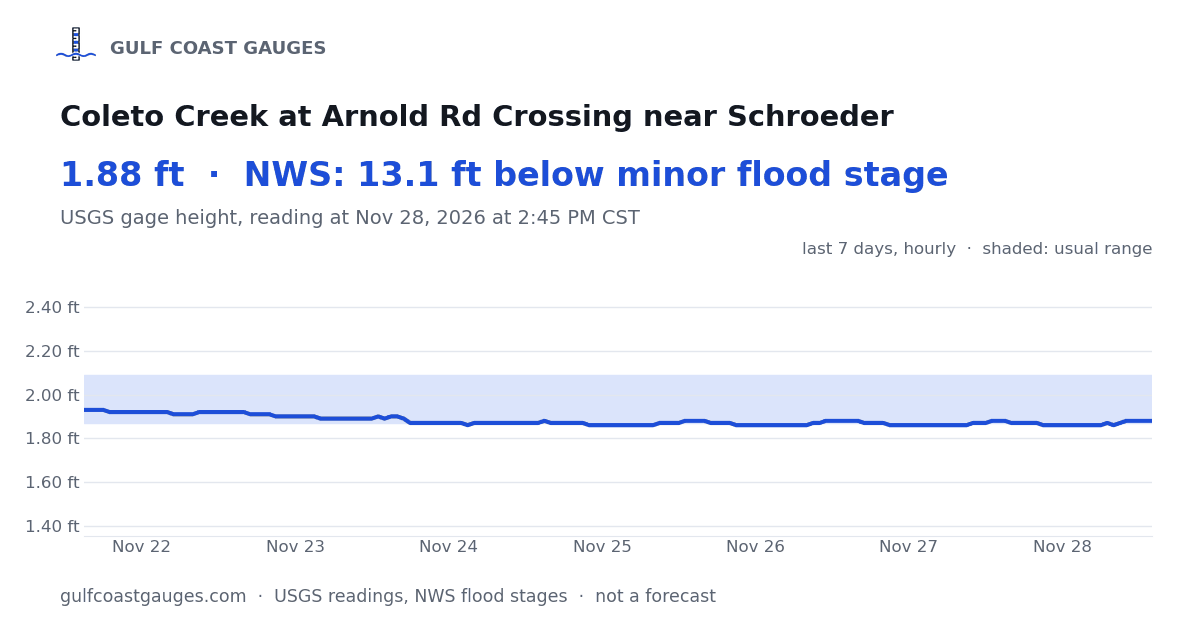 GULF COAST GAUGES
Coleto Creek at Arnold Rd Crossing near Schroeder
1.88 ft · NWS: 13.1 ft below minor flood stage
USGS gage height, reading at Nov 28, 2026 at 2:45 PM CST
last 7 days, hourly · shaded: usual range
2.40 ft
2.20 ft
2.00 ft
1.80 ft
1.60 ft
1.40 ft
Nov 22 Nov 23 Nov 24 Nov 25 Nov 26 Nov 27 Nov 28
gulfcoastgauges.com · USGS readings, NWS flood stages · not a forecast